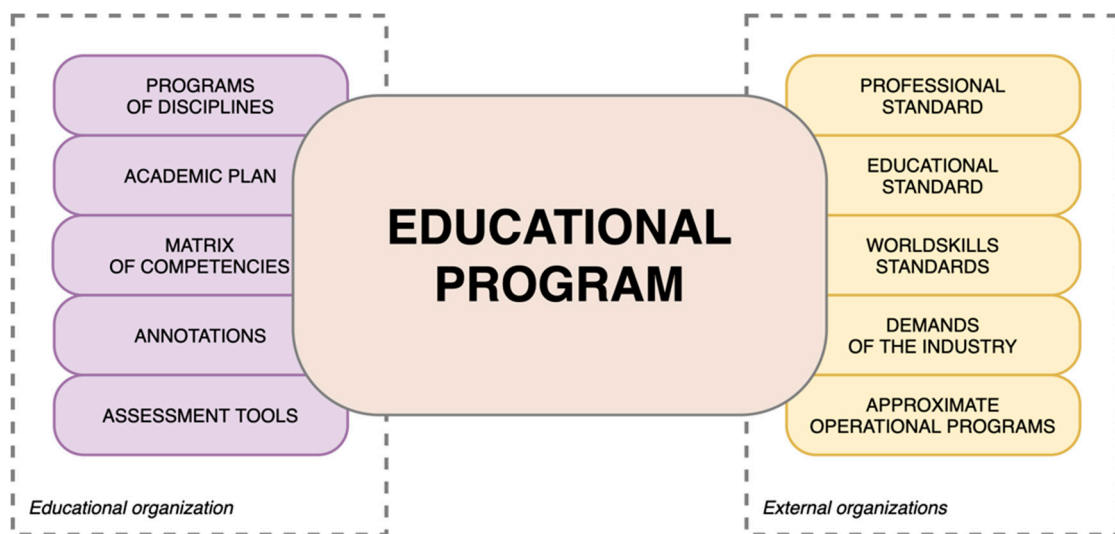 PROGRAMS
OF DISCIPLINES
ACADEMIC PLAN
MATRIX
OF COMPETENCIES
ANNOTATIONS
ASSESSMENT TOOLS
Educational organization
EDUCATIONAL
PROGRAM
PROFESSIONAL
STANDARD
EDUCATIONAL
STANDARD
WORLDSKILLS
STANDARDS
DEMANDS
OF THE INDUSTRY
APPROXIMATE
OPERATIONAL PROGRAMS
External organizations